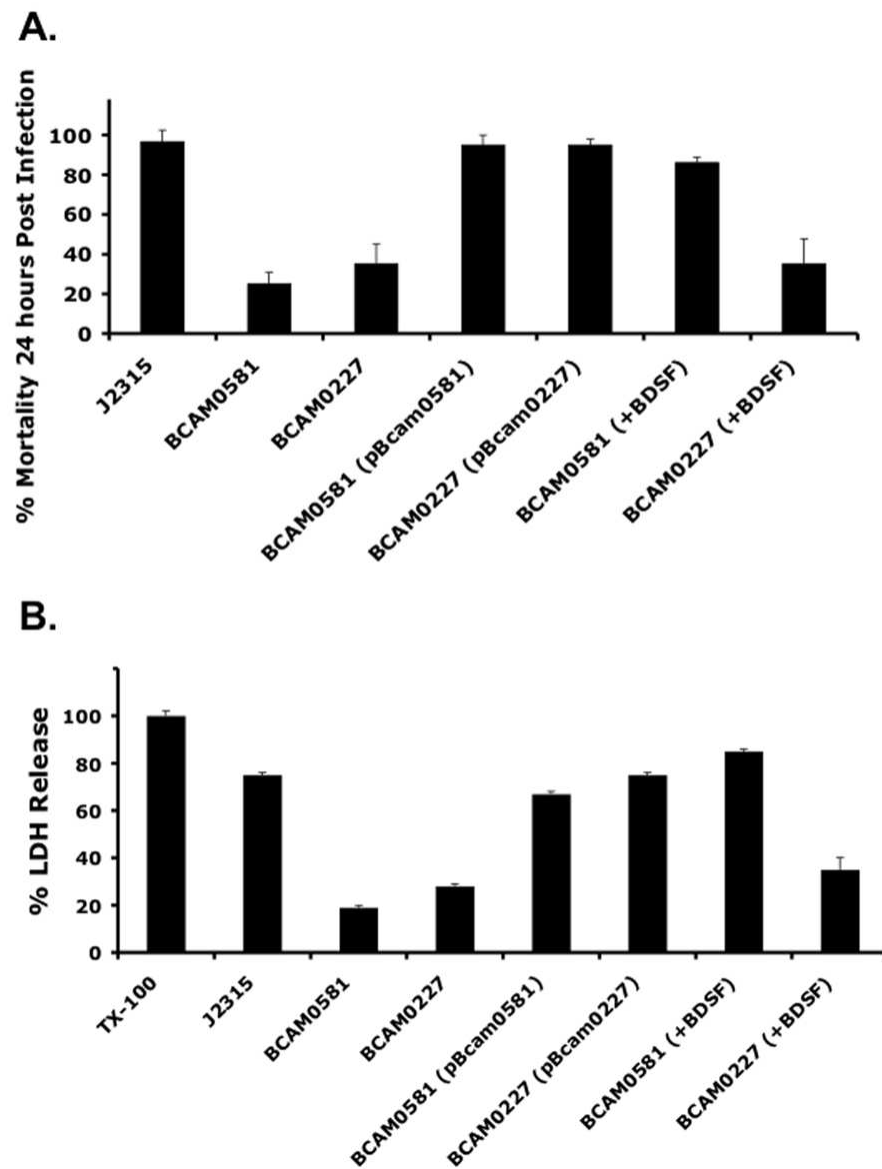 A.
% Mortality 24 hours Post Infection
100
80
60
40
20
0
J2315
BCAM0581
BCAM0227
BCAM0581 (pBcam0581)
BCAM0227 (pBcam0227)
BCAM0581 (+BDSF)
BCAM0227 (+BDSF)
B.
% LDH Release
100
80
60
40
20
0
TX-100
J2315
BCAM0581
BCAM0227
BCAM0581 (pBcam0581)
BCAM0227 (pBcam0227)
BCAM0581 (+BDSF)
BCAM0227 (+BDSF)